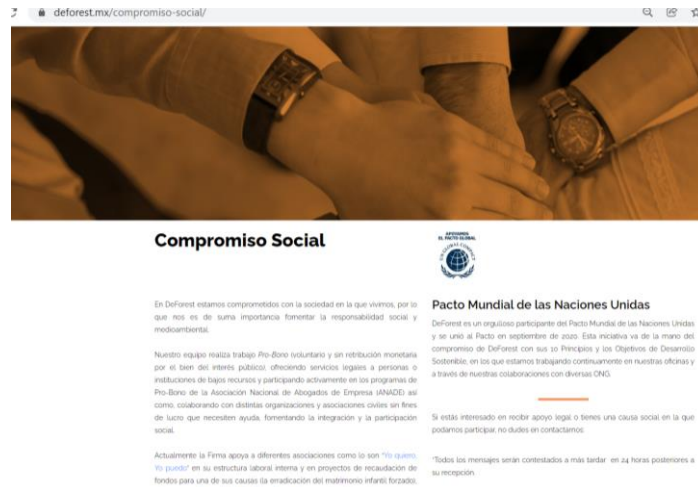 deforest.mx/compromiso-social/
Compromiso Social
En DeForest estamos comprometidos con la sociedad en la que vivimos, por lo
que nos es de suma importancia fomentar la responsabilidad social y
medioambiental.
Nuestro equipo realiza trabajo Pro-Bono (voluntario y sin retribución monetaria
por el bien del interés público), ofreciendo servicios legales a personas o
instituciones de bajos recursos y participando activamente en los programas de
Pro-Bono de la Asociación Nacional de Abogados de Empresa (ANADE) así
como, colaborando con distintas organizaciones y asociaciones civiles sin fines
de lucro que necesiten ayuda, fomentando la integración y la participación
social.
Actualmente la Firma apoya a diferentes asociaciones como lo son "Yo quiero,
Yo puedo" en su estructura laboral interna y en proyectos de recaudación de
fondos para una de sus causas (la erradicación del matrimonio infantil forzado),
APOYAMOS
EL PACTO GLOBAL
Pacto Mundial de las Naciones Unidas
DeForest es un orgulloso participante del Pacto Mundial de las Naciones Unidas
y se unió al Pacto en septiembre de 2020. Esta iniciativa va de la mano del
compromiso de DeForest con sus 10 Principios y los Objetivos de Desarrollo
Sostenible, en los que estamos trabajando continuamente en nuestras oficinas y
a través de nuestras colaboraciones con diversas ONG.
Si estás interesado en recibir apoyo legal o tienes una causa social en la que
podamos participar, no dudes en contactarnos
*Todos los mensajes serán contestados a más tardar en 24 horas posteriores a
su recepción.